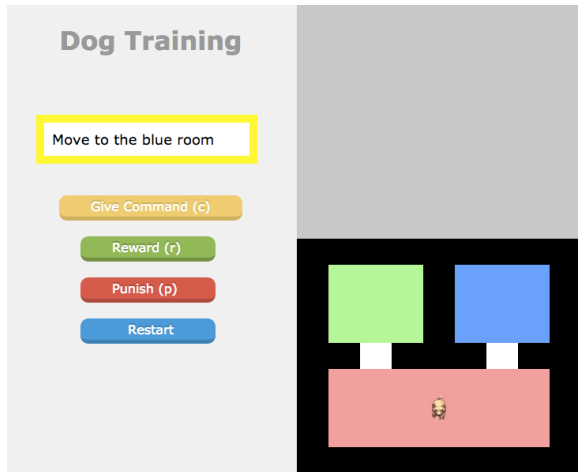 Dog Training
Move to the blue room
Give Command (c)
Reward (r)
Punish (p)
Restart